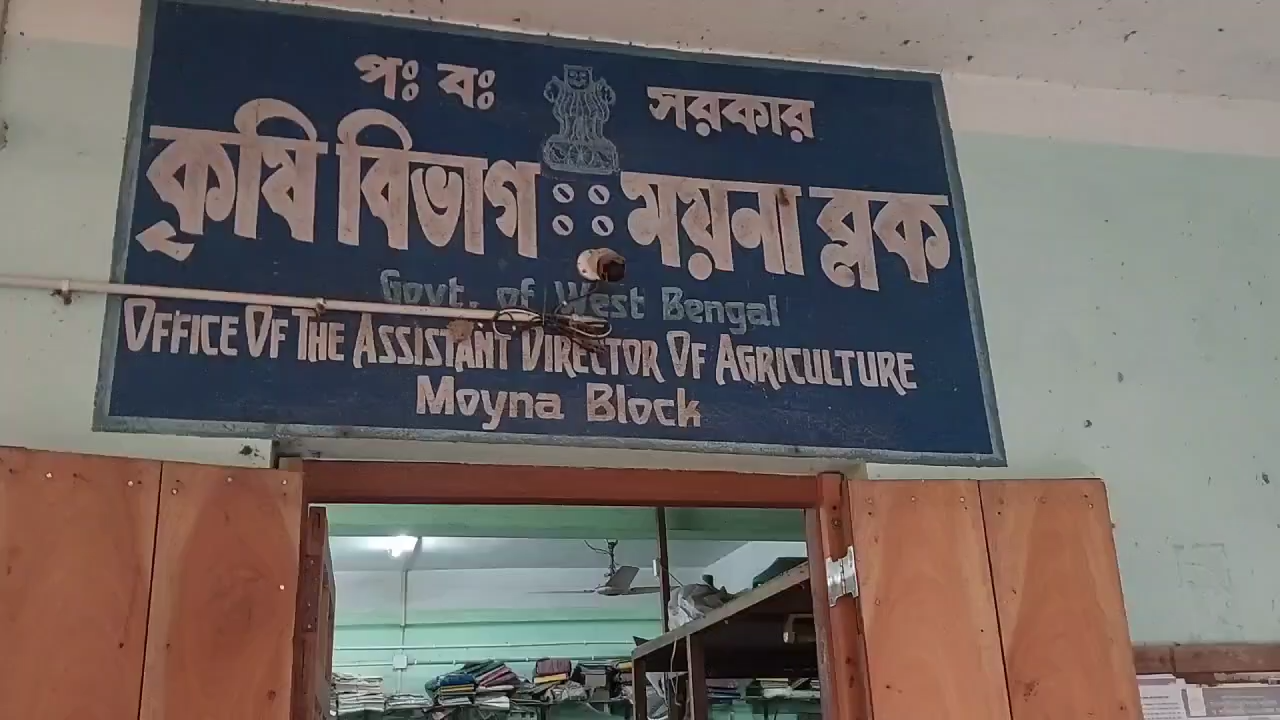 পঃ বঃ সরকার
কৃষি বিভাগ :: ময়না ব্লক
Govt. of West Bengal
OFFICE OF THE ASSISTANT DIRECTOR OF AGRICULTURE
Moyna Block